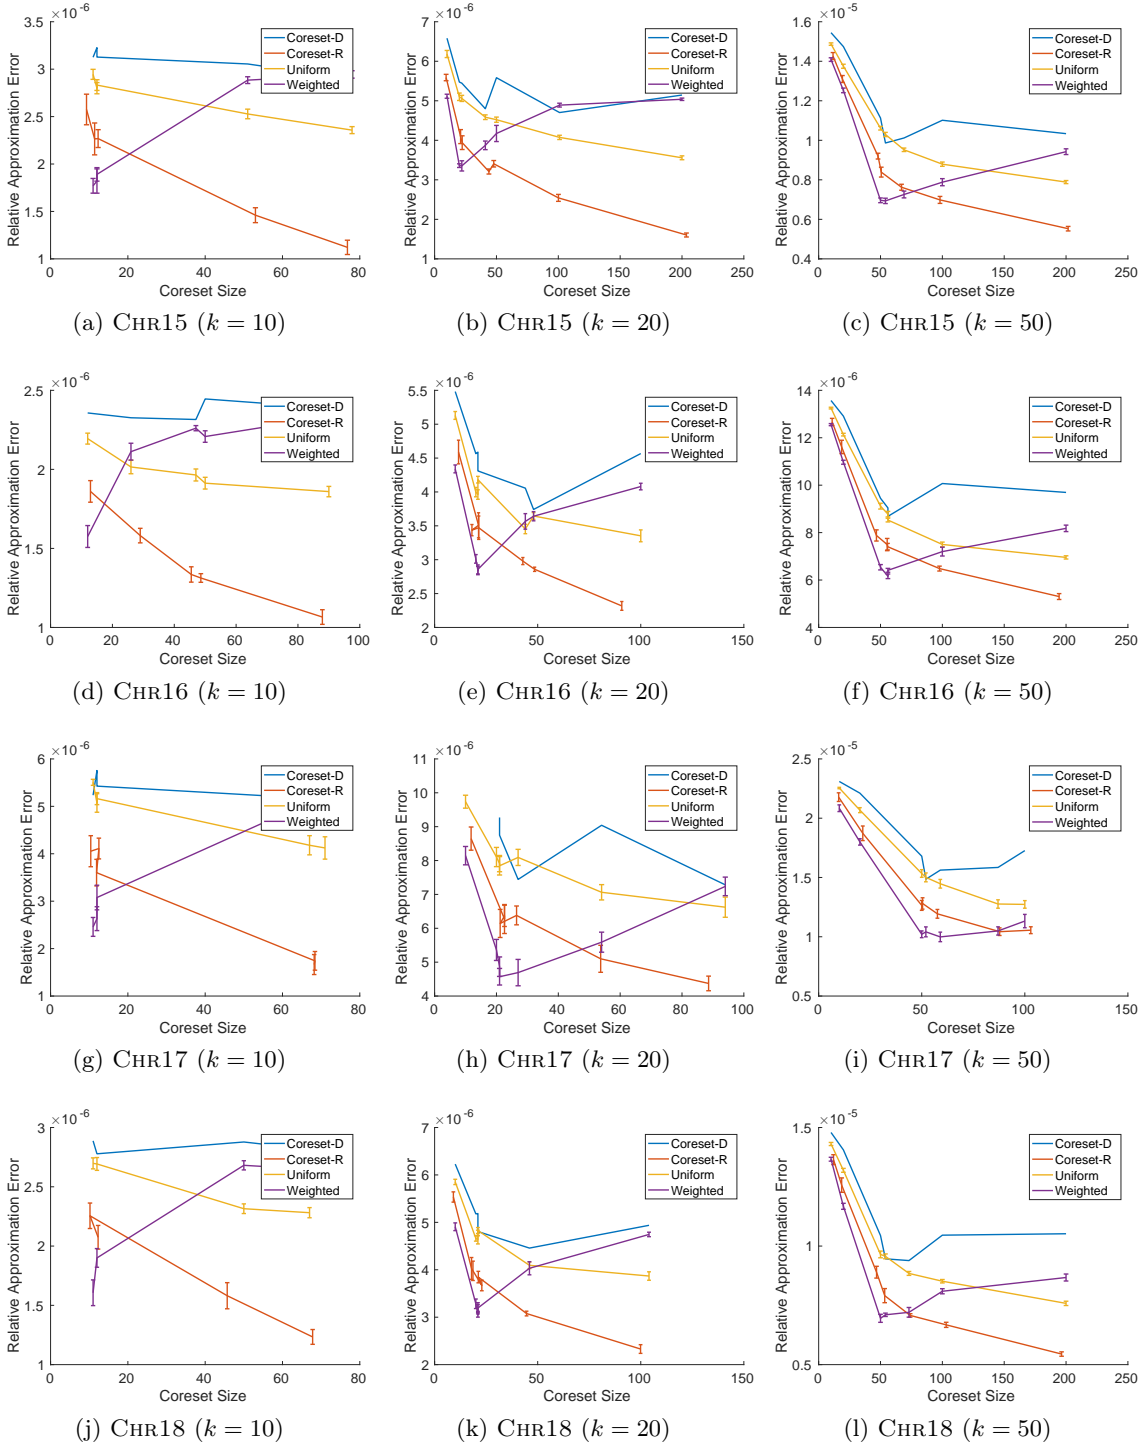 ×10⁻⁶
Relative Approximation Error
3.5
3
2.5
2
1.5
1
0 20 40 60 80
Coreset Size
Coreset-D
Coreset-R
Uniform
Weighted
(a) CHR15 (k = 10)
×10⁻⁶
Relative Approximation Error
7
6
5
4
3
2
1
0 50 100 150 200 250
Coreset Size
Coreset-D
Coreset-R
Uniform
Weighted
(b) CHR15 (k = 20)
×10⁻⁵
Relative Approximation Error
1.6
1.4
1.2
1
0.8
0.6
0.4
0 50 100 150 200 250
Coreset Size
Coreset-D
Coreset-R
Uniform
Weighted
(c) CHR15 (k = 50)
×10⁻⁶
Relative Approximation Error
2.5
2
1.5
1
0 20 40 60 80 100
Coreset Size
Coreset-D
Coreset-R
Uniform
Weighted
(d) CHR16 (k = 10)
×10⁻⁶
Relative Approximation Error
5.5
5
4.5
4
3.5
3
2.5
2
0 50 100 150
Coreset Size
Coreset-D
Coreset-R
Uniform
Weighted
(e) CHR16 (k = 20)
×10⁻⁶
Relative Approximation Error
14
12
10
8
6
4
0 50 100 150 200 250
Coreset Size
Coreset-D
Coreset-R
Uniform
Weighted
(f) CHR16 (k = 50)
×10⁻⁶
Relative Approximation Error
6
5
4
3
2
1
0 20 40 60 80
Coreset Size
Coreset-D
Coreset-R
Uniform
Weighted
(g) CHR17 (k = 10)
×10⁻⁶
Relative Approximation Error
11
10
9
8
7
6
5
4
0 20 40 60 80 100
Coreset Size
Coreset-D
Coreset-R
Uniform
Weighted
(h) CHR17 (k = 20)
×10⁻⁵
Relative Approximation Error
2.5
2
1.5
1
0.5
0 50 100 150
Coreset Size
Coreset-D
Coreset-R
Uniform
Weighted
(i) CHR17 (k = 50)
×10⁻⁶
Relative Approximation Error
3
2.5
2
1.5
1
0 20 40 60 80
Coreset Size
Coreset-D
Coreset-R
Uniform
Weighted
(j) CHR18 (k = 10)
×10⁻⁶
Relative Approximation Error
7
6
5
4
3
2
0 50 100 150
Coreset Size
Coreset-D
Coreset-R
Uniform
Weighted
(k) CHR18 (k = 20)
×10⁻⁵
Relative Approximation Error
1.5
1
0.5
0 50 100 150 200 250
Coreset Size
Coreset-D
Coreset-R
Uniform
Weighted
(l) CHR18 (k = 50)